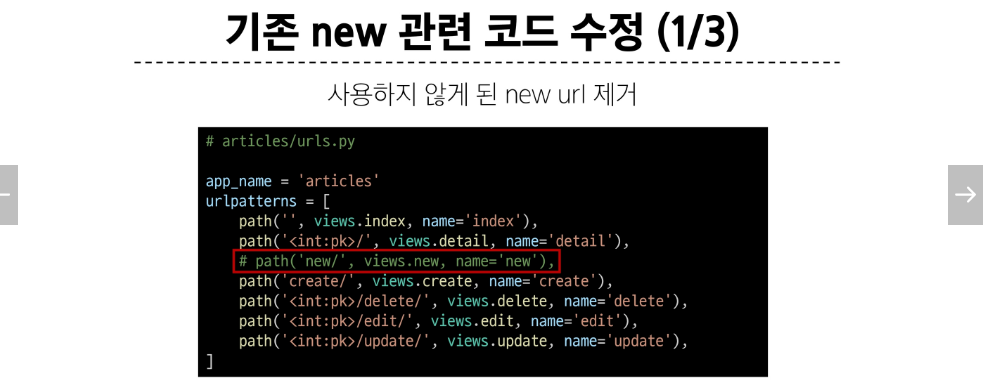 기존 new 관련 코드 수정 (1/3)
사용하지 않게 된 new url 제거
# articles/urls.py
app_name = 'articles'
urlpatterns = [
path('', views.index, name='index'),
path('<int:pk>/', views.detail, name='detail'),
# path('new/', views.new, name='new'),
path('create/', views.create, name='create'),
path('<int:pk>/delete/', views.delete, name='delete'),
path('<int:pk>/edit/', views.edit, name='edit'),
path('<int:pk>/update/', views.update, name='update'),
]